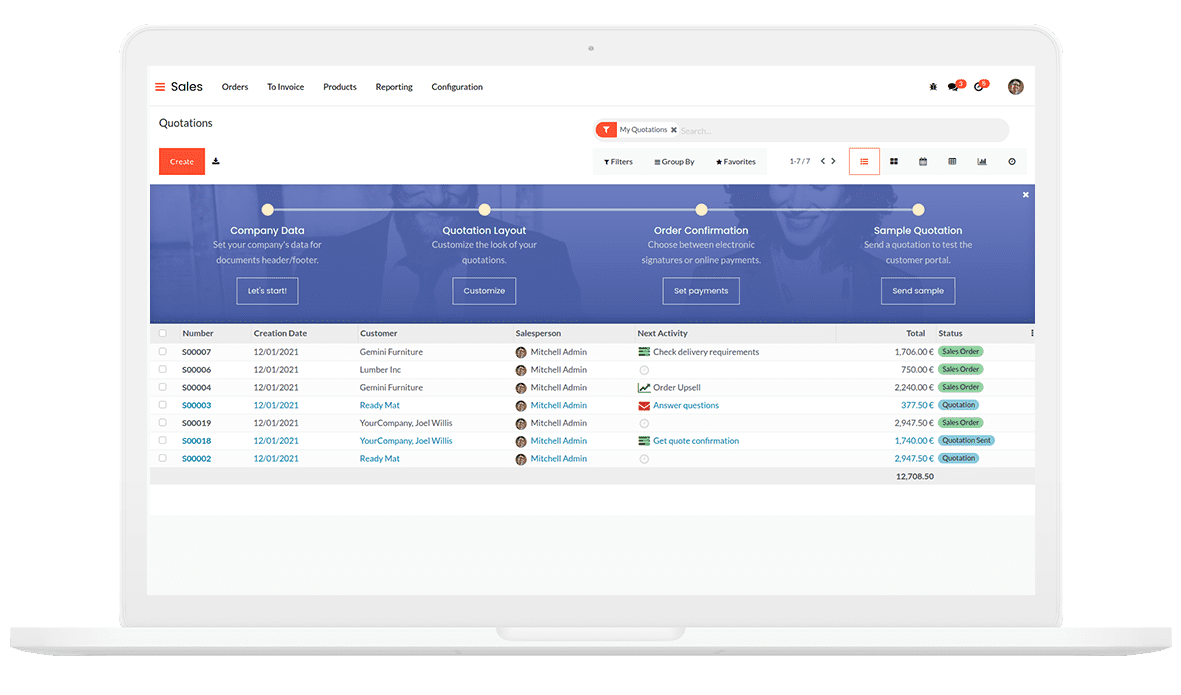 Sales Orders To Invoice Products Reporting Configuration 3 6
Quotations
My Quotations Search...
Create
Filters Group By Favorites 1-7 / 7
Company Data Quotation Layout Order Confirmation Sample Quotation
Set your company's data for Customize the look of your Choose between electronic Send a quotation to test the
documents header/footer. quotations. signatures or online payments. customer portal.
Let's start! Customize Set payments Send sample
Number Creation Date Customer Salesperson Next Activity Total Status
S00007 12/01/2021 Gemini Furniture Mitchell Admin Check delivery requirements 1,706.00 € Sales Order
S00006 12/01/2021 Lumber Inc Mitchell Admin 750.00 € Sales Order
S00004 12/01/2021 Gemini Furniture Mitchell Admin Order Upsell 2,240.00 € Sales Order
S00003 12/01/2021 Ready Mat Mitchell Admin Answer questions 377.50 € Quotation
S00019 12/01/2021 YourCompany, Joel Willis Mitchell Admin 2,947.50 € Sales Order
S00018 12/01/2021 YourCompany, Joel Willis Mitchell Admin Get quote confirmation 1,740.00 € Quotation Sent
S00002 12/01/2021 Ready Mat Mitchell Admin 2,947.50 € Quotation
12,708.50